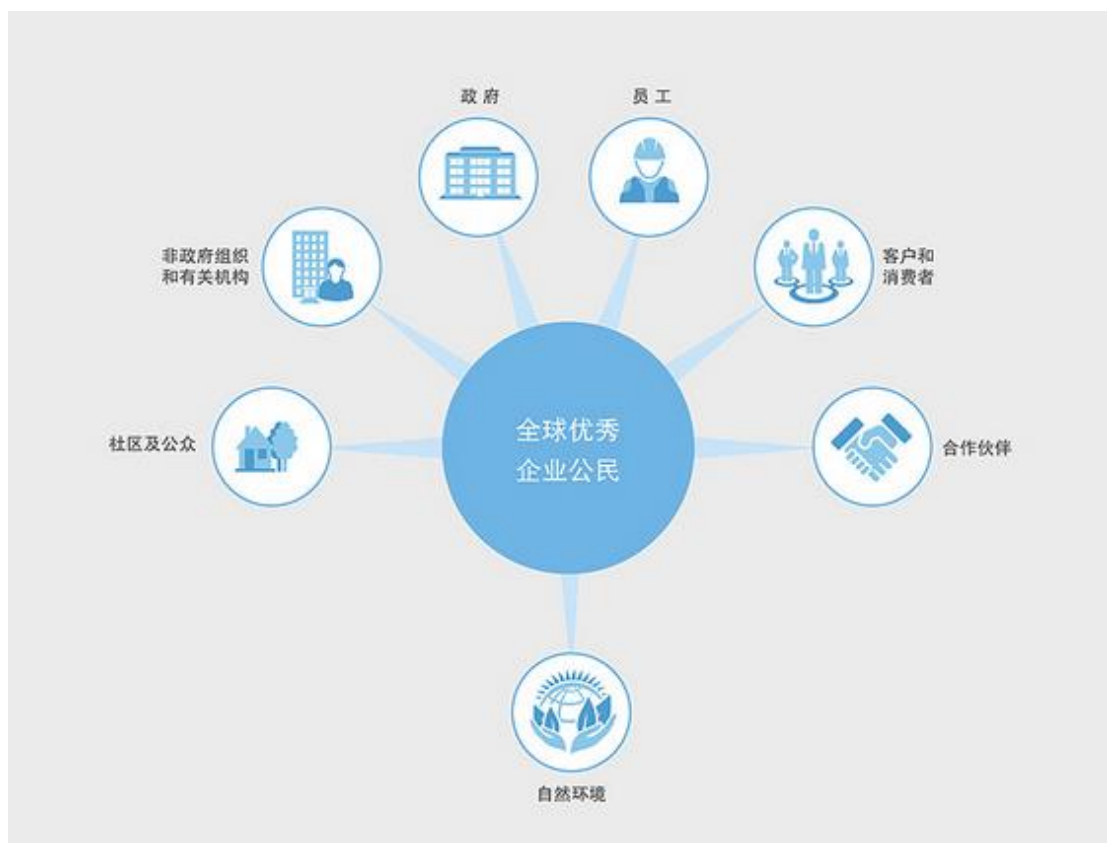 政府
员工
非政府组织
和有关机构
客户和
消费者
社区及公众
全球优秀
企业公民
合作伙伴
自然环境